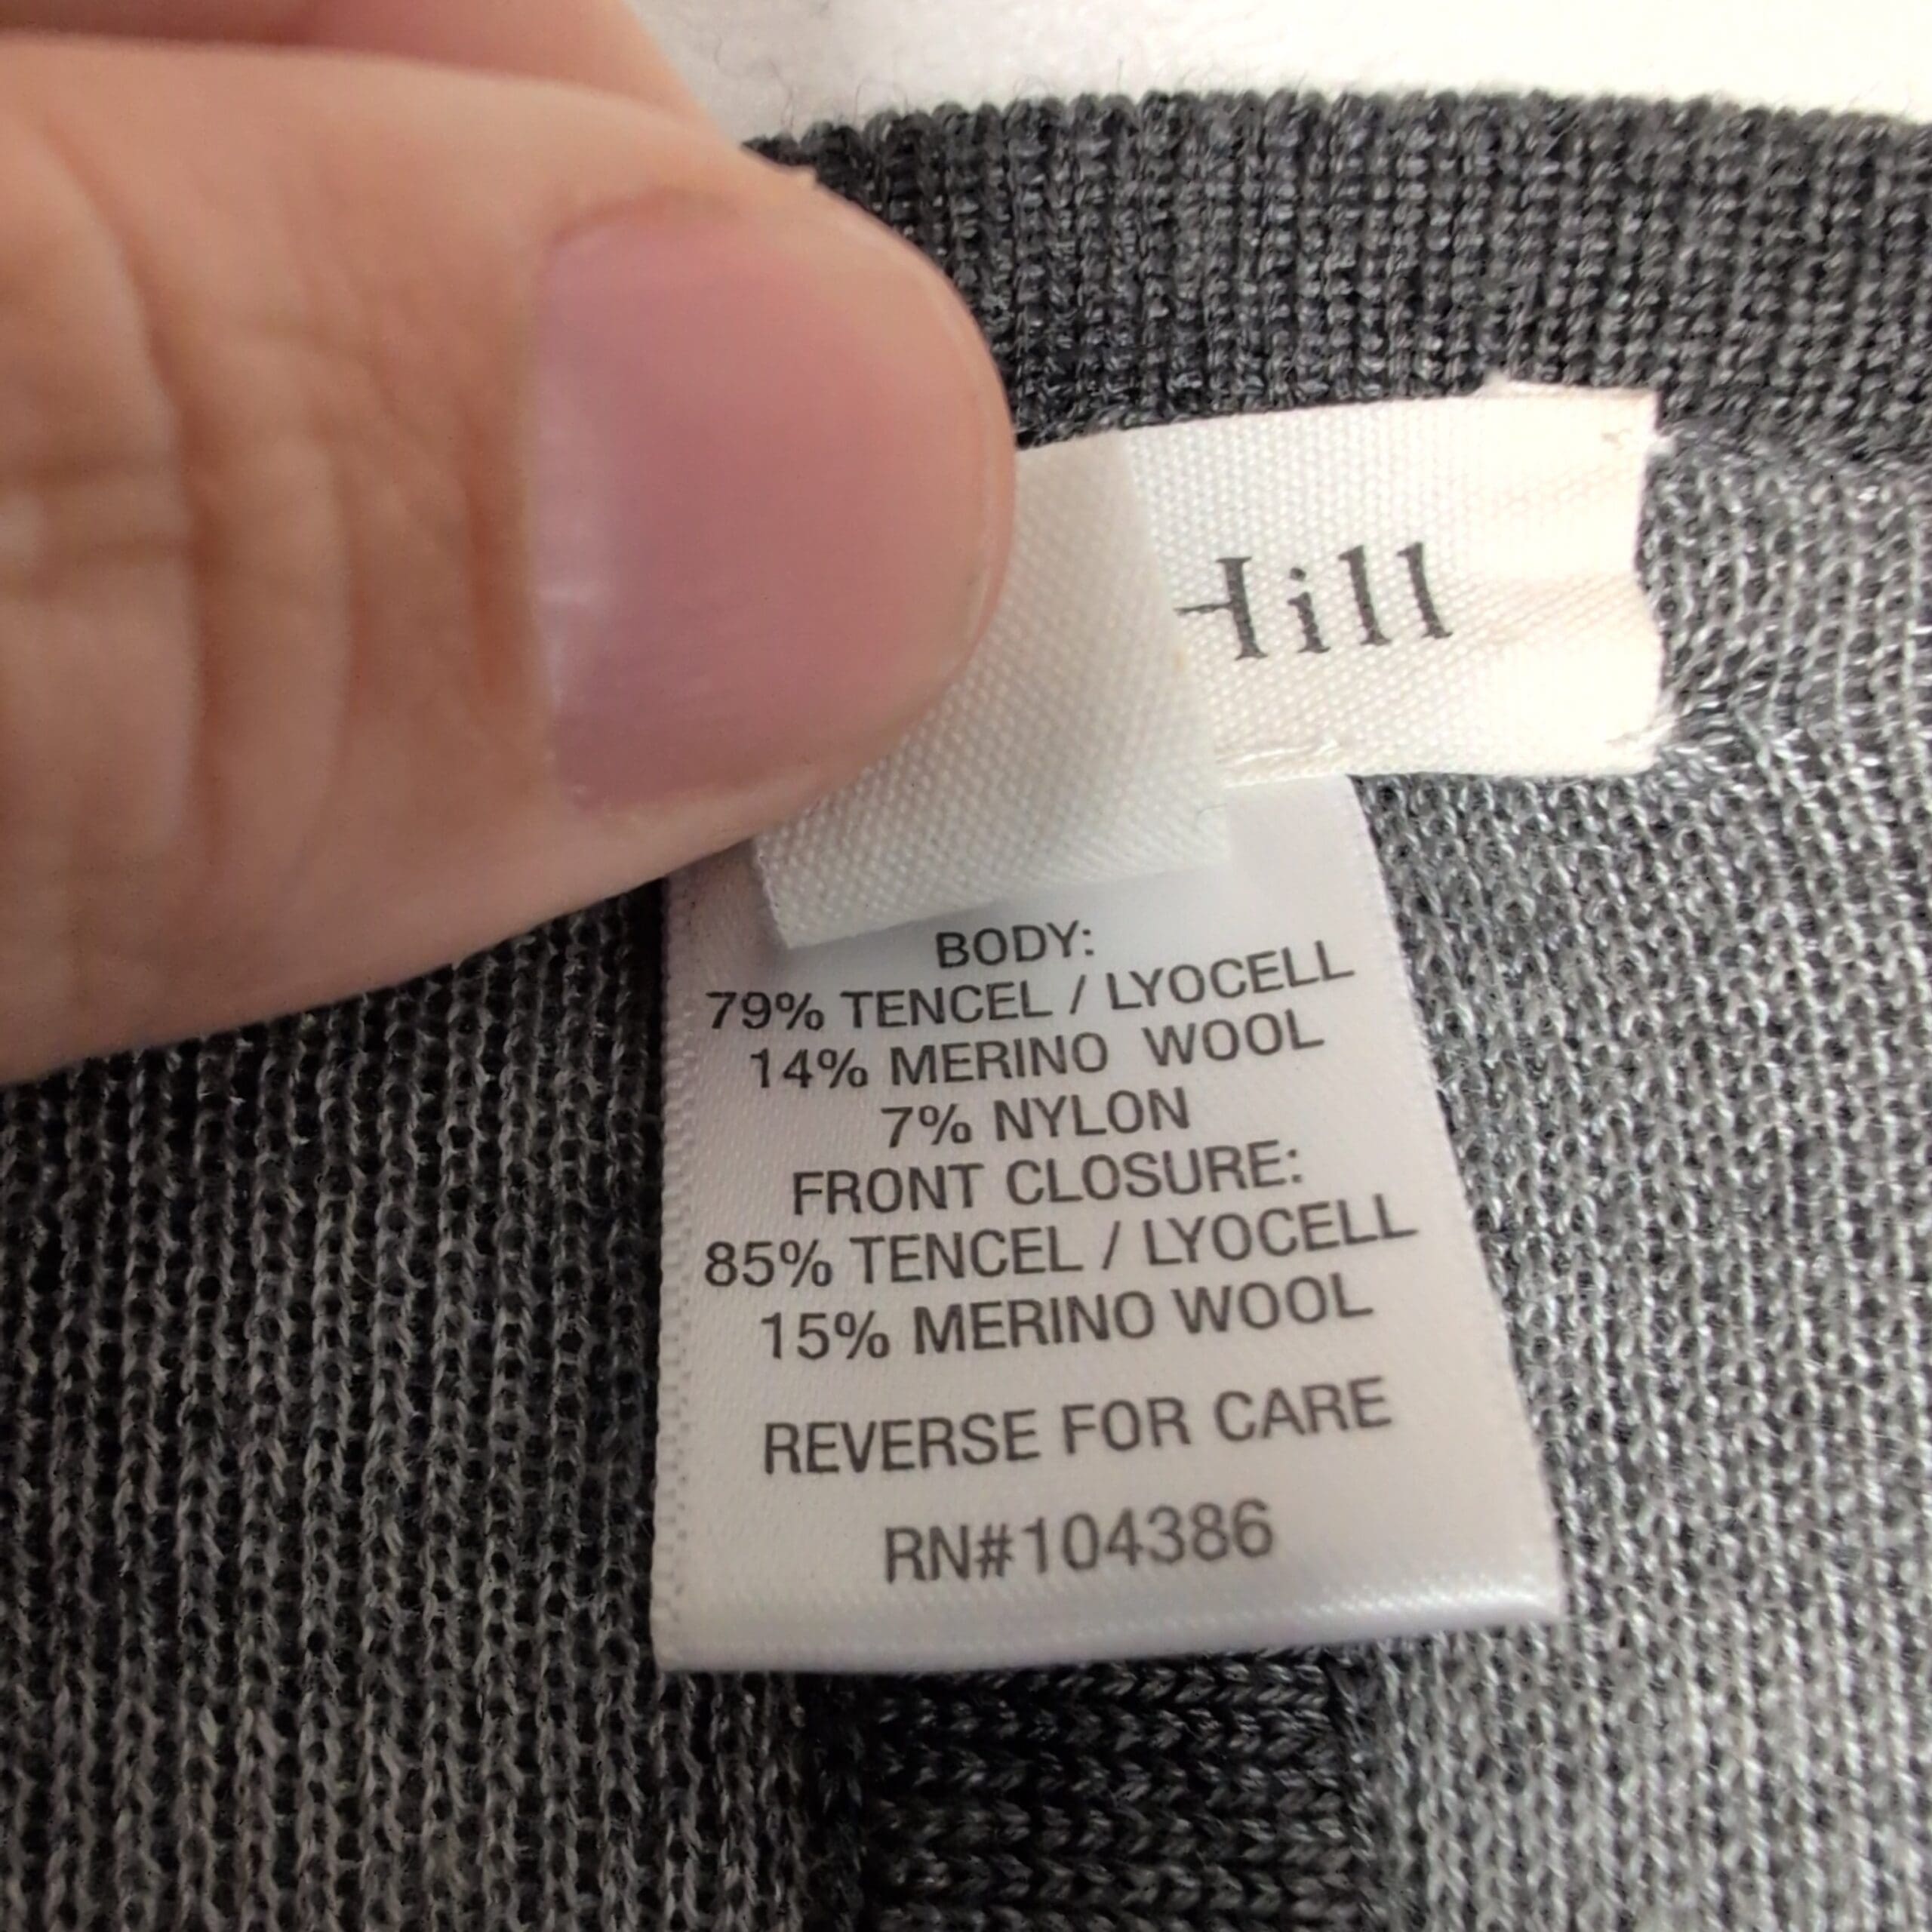 Hill
BODY:
79% TENCEL / LYOCELL
14% MERINO WOOL
7% NYLON
FRONT CLOSURE:
85% TENCEL / LYOCELL
15% MERINO WOOL
REVERSE FOR CARE
RN#104386